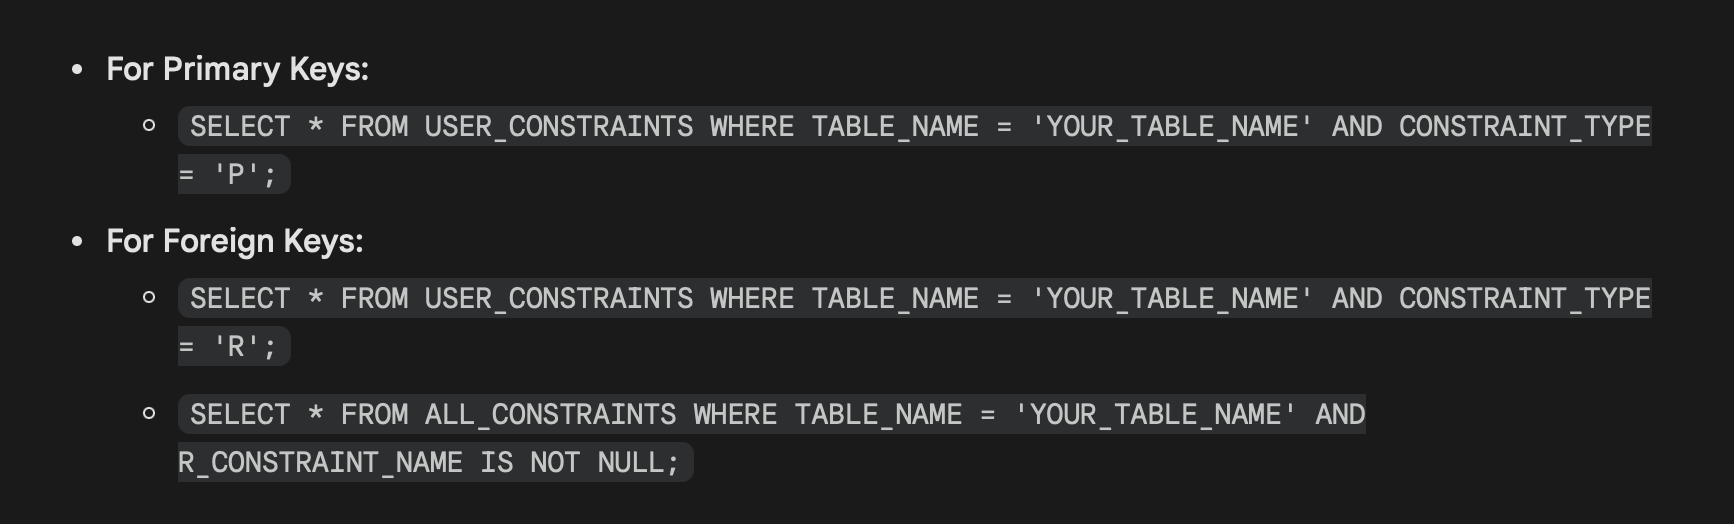 • For Primary Keys:
○ SELECT * FROM USER_CONSTRAINTS WHERE TABLE_NAME = 'YOUR_TABLE_NAME' AND CONSTRAINT_TYPE
= 'P';
• For Foreign Keys:
○ SELECT * FROM USER_CONSTRAINTS WHERE TABLE_NAME = 'YOUR_TABLE_NAME' AND CONSTRAINT_TYPE
= 'R';
○ SELECT * FROM ALL_CONSTRAINTS WHERE TABLE_NAME = 'YOUR_TABLE_NAME' AND
R_CONSTRAINT_NAME IS NOT NULL;